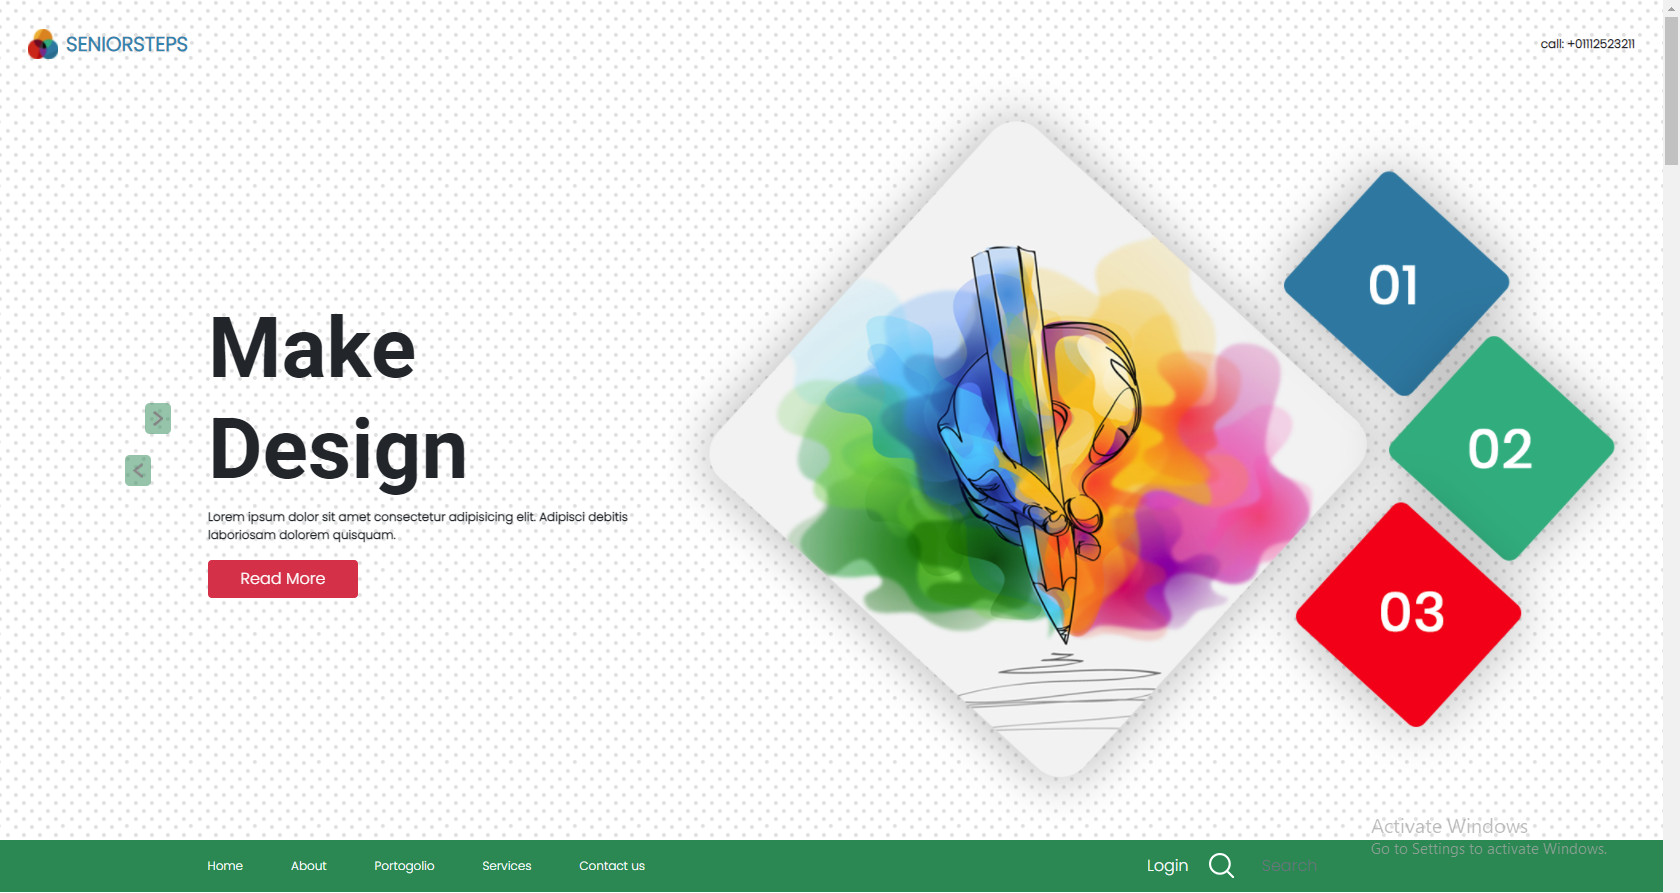 SENIORSTEPS
call: +01112523211
01
02
03
Make
Design
Lorem ipsum dolor sit amet consectetur adipisicing elit. Adipisci debitis
laboriosam dolorem quisquam.
Read More
Activate Windows
Go to Settings to activate Windows.
Home About Portogolio Services Contact us Login Search